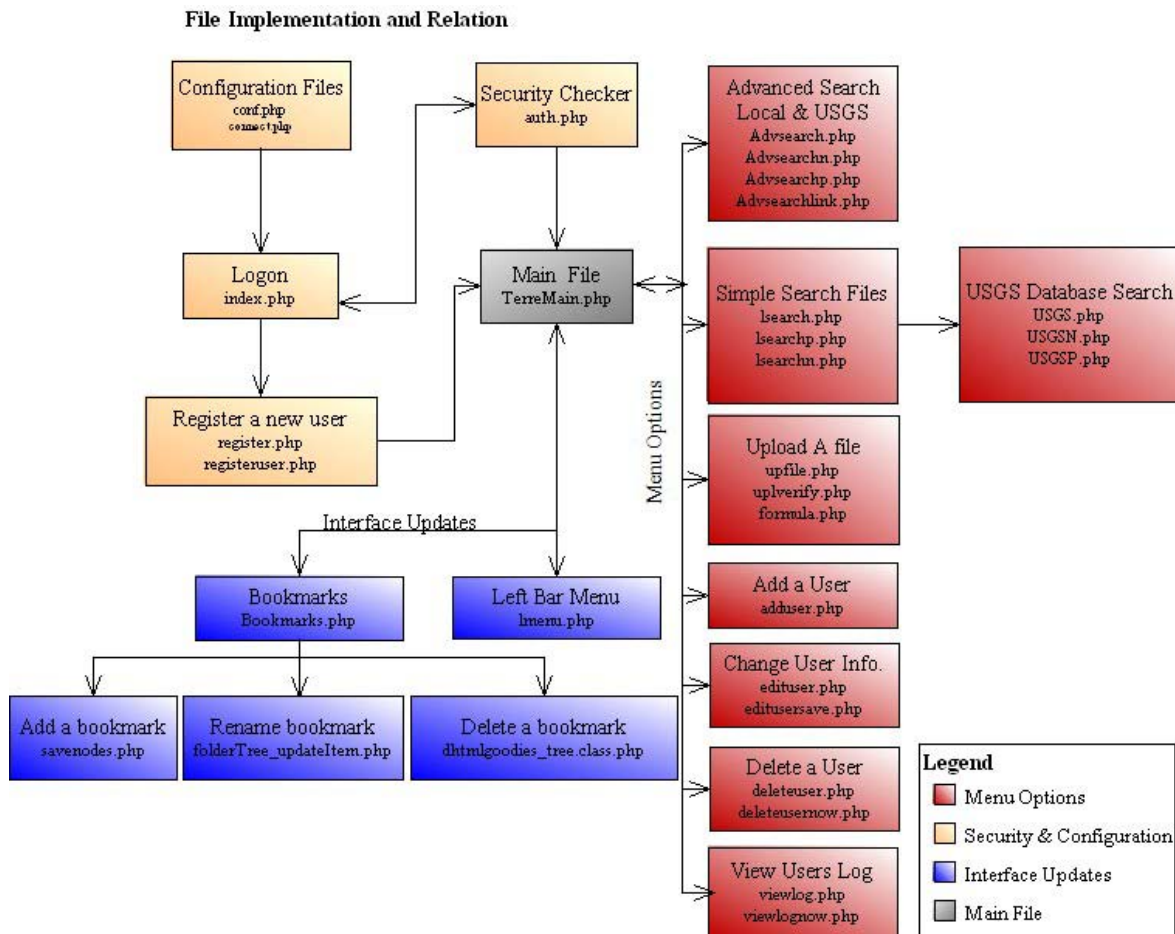 File Implementation and Relation
Configuration Files
conf.php
connect.php
Security Checker
auth.php
Logon
index.php
Main File
TerreMain.php
Register a new user
register.php
registeruser.php
Interface Updates
Bookmarks
Bookmarks.php
Left Bar Menu
lmenu.php
Add a bookmark
savenodes.php
Rename bookmark
folderTree_updateItem.php
Delete a bookmark
dhtmlgoodies_tree.class.php
Menu Options
Advanced Search
Local & USGS
Advsearch.php
Advsearchn.php
Advsearchp.php
Advsearchlink.php
Simple Search Files
lsearch.php
lsearchp.php
lsearchn.php
USGS Database Search
USGS.php
USGSN.php
USGSP.php
Upload A file
upfile.php
uplverify.php
formula.php
Add a User
adduser.php
Change User Info.
edituser.php
editusersave.php
Delete a User
deleteuser.php
deleteusernow.php
View Users Log
viewlog.php
viewlognow.php
Legend
Menu Options
Security & Configuration
Interface Updates
Main File